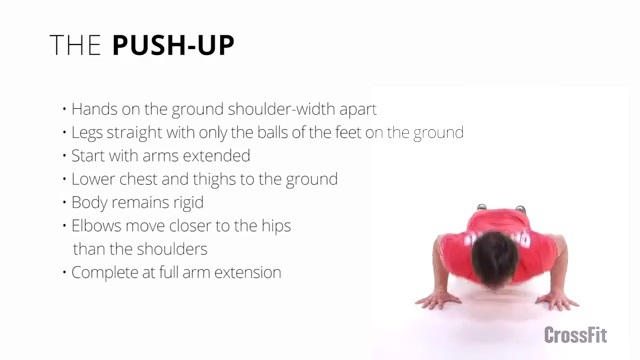 THE PUSH-UP
• Hands on the ground shoulder-width apart
• Legs straight with only the balls of the feet on the ground
• Start with arms extended
• Lower chest and thighs to the ground
• Body remains rigid
• Elbows move closer to the hips
than the shoulders
• Complete at full arm extension
CrossFit